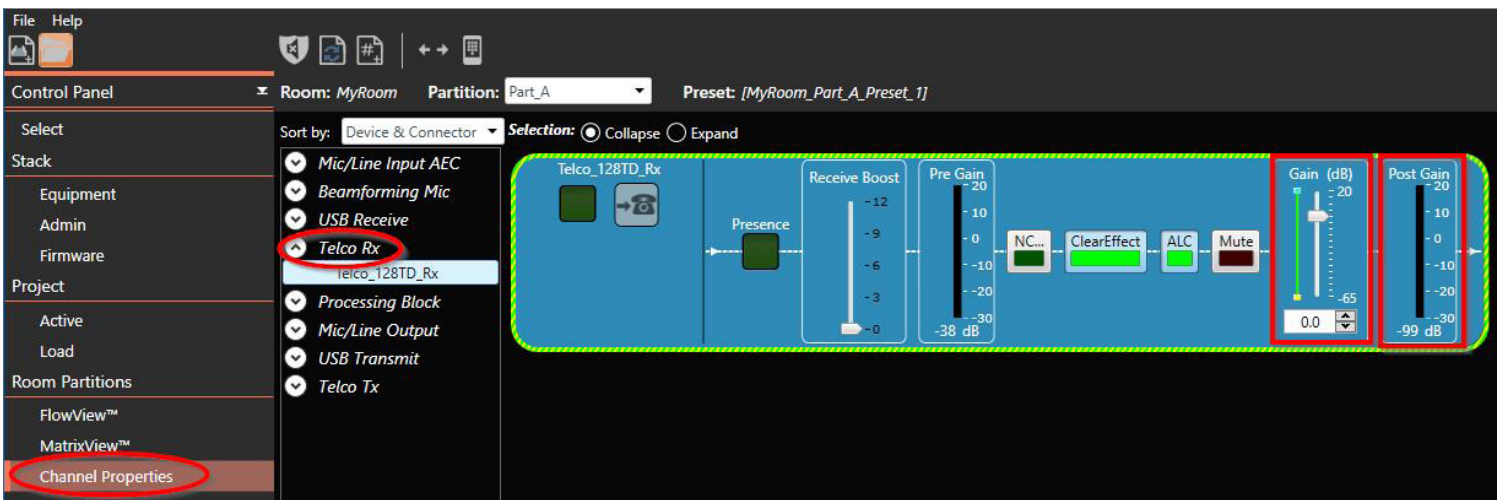 File Help
Control Panel
Room: MyRoom Partition: Part_A Preset: [MyRoom_Part_A_Preset_1]
Select
Sort by: Device & Connector Selection: Collapse Expand
Stack
Equipment
Admin
Firmware
Project
Active
Load
Room Partitions
FlowView™
MatrixView™
Channel Properties
Mic/Line Input AEC
Beamforming Mic
USB Receive
Telco Rx
Telco_128TD_Rx
Processing Block
Mic/Line Output
USB Transmit
Telco Tx
Telco_128TD_Rx
Presence
Receive Boost
-12
-9
-6
-3
-0
Pre Gain
20
10
0
-10
-20
-30
-38 dB
NC...
ClearEffect
ALC
Mute
Gain (dB)
20
-65
0.0
Post Gain
20
10
0
-10
-20
-30
-99 dB